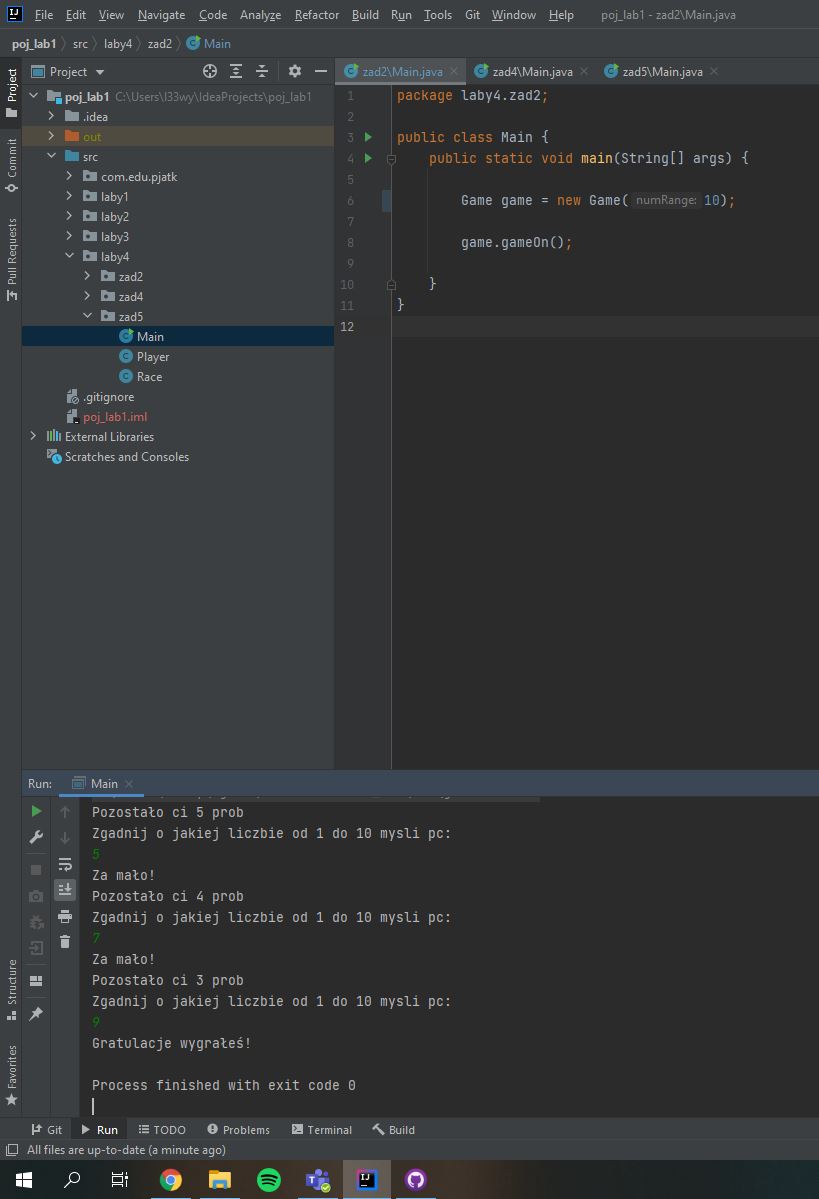 File Edit View Navigate Code Analyze Refactor Build Run Tools Git Window Help poj_lab1 - zad2\Main.java
poj_lab1 src laby4 zad2 Main
Project
Commit
Pull Requests
Project
poj_lab1 C:\Users\l33wy\IdeaProjects\poj_lab1
.idea
out
src
com.edu.pjatk
laby1
laby2
laby3
laby4
zad2
zad4
zad5
Main
Player
Race
.gitignore
poj_lab1.iml
External Libraries
Scratches and Consoles
zad2\Main.java zad4\Main.java zad5\Main.java
1 package laby4.zad2;
2
3 public class Main {
4 public static void main(String[] args) {
5
6 Game game = new Game( numRange: 10);
7
8 game.gameOn();
9
10 }
11 }
12
Run: Main
Pozostało ci 5 prob
Zgadnij o jakiej liczbie od 1 do 10 mysli pc:
5
Za mało!
Pozostało ci 4 prob
Zgadnij o jakiej liczbie od 1 do 10 mysli pc:
7
Za mało!
Pozostało ci 3 prob
Zgadnij o jakiej liczbie od 1 do 10 mysli pc:
9
Gratulacje wygrałeś!
Process finished with exit code 0
Structure
Favorites
Git Run TODO Problems Terminal Build
All files are up-to-date (a minute ago)